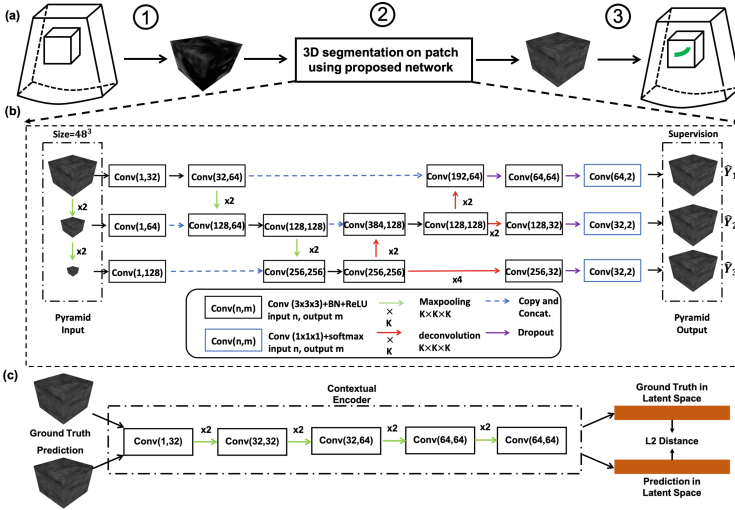 (a)
1
2
3
3D segmentation on patch
using proposed network
(b)
Size=48³
Supervision
Conv(1,32)
Conv(32,64)
Conv(192,64)
Conv(64,64)
Conv(64,2)
Ŷ₁
x2
x2
x2
Conv(1,64)
Conv(128,64)
Conv(128,128)
Conv(384,128)
Conv(128,128)
x2
Conv(128,32)
Conv(32,2)
Ŷ₂
x2
x2
x2
Conv(1,128)
Conv(256,256)
Conv(256,256)
x4
Conv(256,32)
Conv(32,2)
Ŷ₃
Pyramid
Input
Conv(n,m)
Conv (3x3x3)+BN+ReLU
input n, output m
×
K
Maxpooling
K×K×K
Copy and
Concat.
Conv(n,m)
Conv (1x1x1)+softmax
input n, output m
×
K
deconvolution
K×K×K
Dropout
Pyramid
Output
(c)
Contextual
Encoder
Ground Truth in
Latent Space
Ground Truth
Prediction
Conv(1,32)
x2
Conv(32,32)
x2
Conv(32,64)
x2
Conv(64,64)
x2
Conv(64,64)
L2 Distance
Prediction in
Latent Space